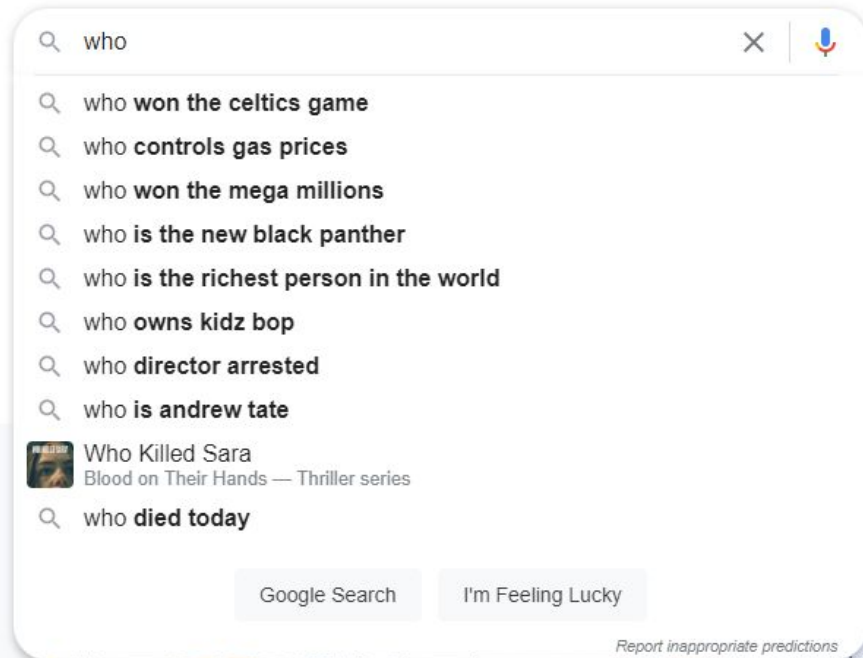 who
who won the celtics game
who controls gas prices
who won the mega millions
who is the new black panther
who is the richest person in the world
who owns kidz bop
who director arrested
who is andrew tate
Who Killed Sara
Blood on Their Hands — Thriller series
who died today
Google Search I'm Feeling Lucky
Report inappropriate predictions